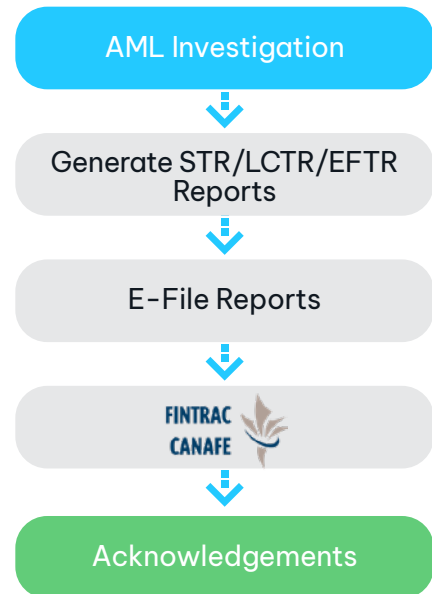 AML Investigation
Generate STR/LCTR/EFTR
Reports
E-File Reports
FINTRAC
CANAFE
Acknowledgements